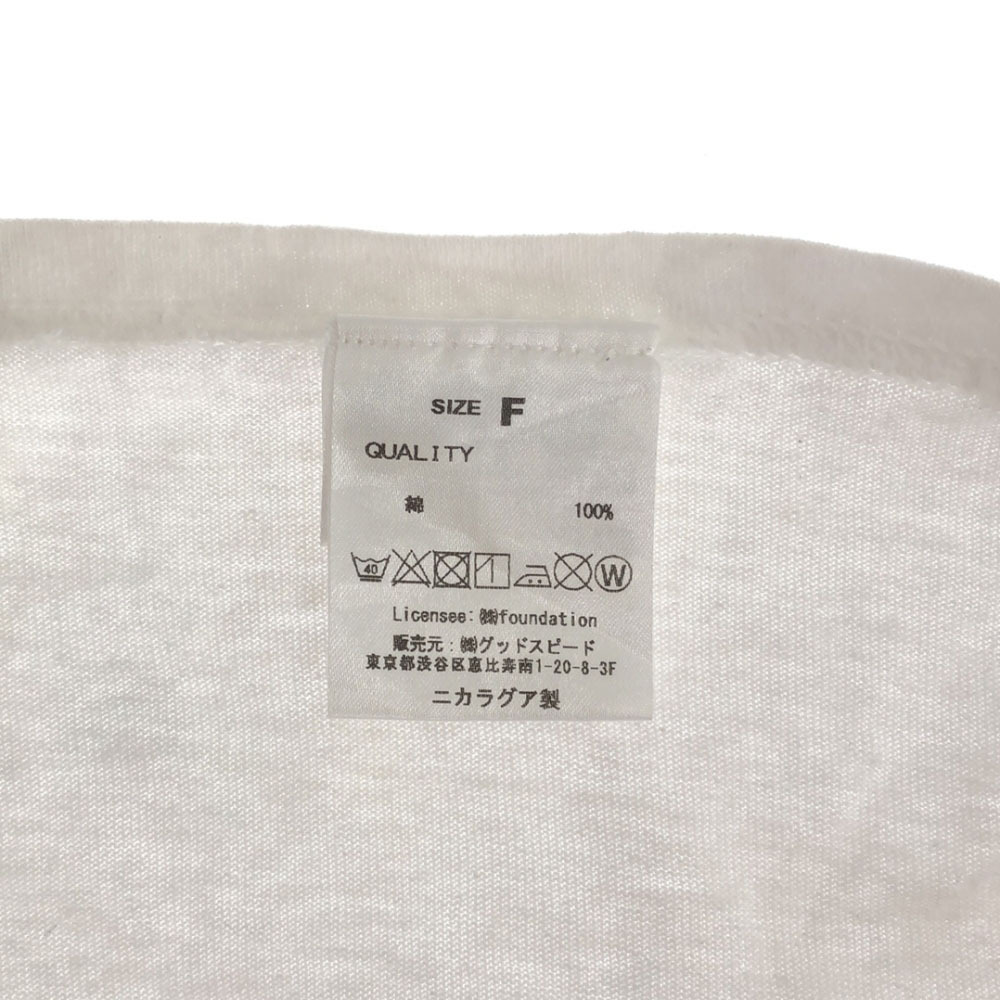 SIZE F
QUALITY
綿 100%
40 W
Licensee: ㈱foundation
販売元：㈱グッドスピード
東京都渋谷区恵比寿南1-20-8-3F
ニカラグア製